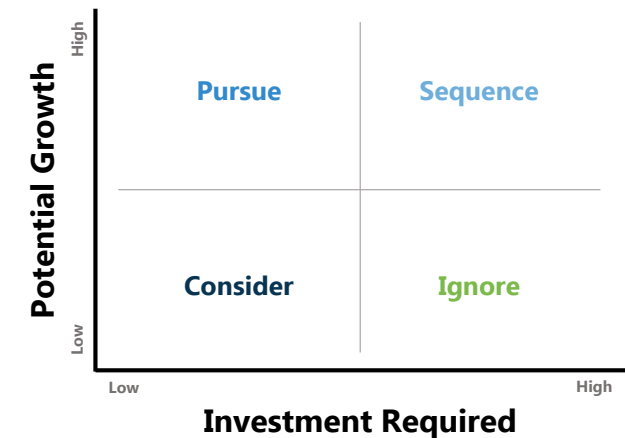 High
Potential Growth
Low
Pursue
Sequence
Consider
Ignore
Low
High
Investment Required